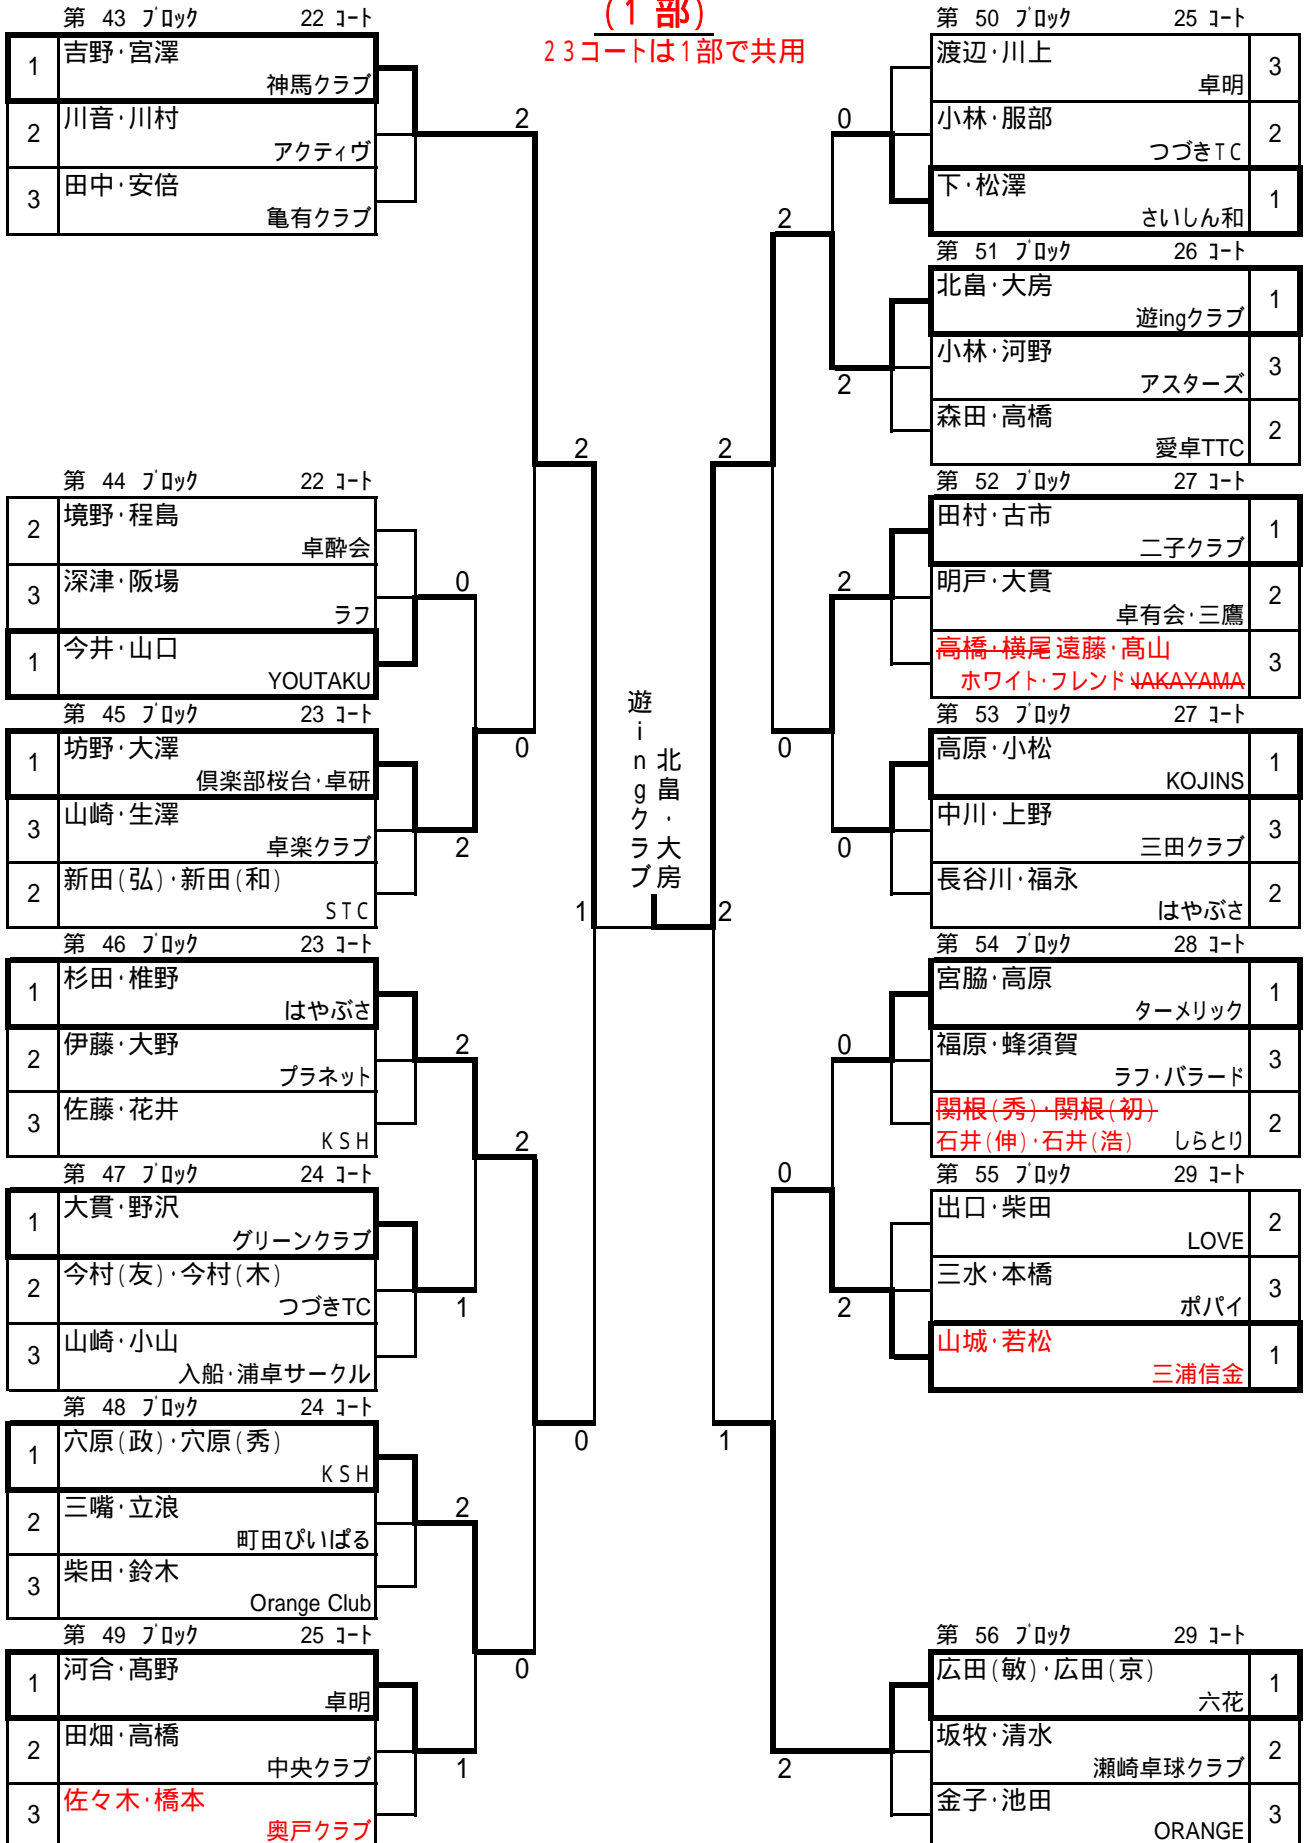 (1 部)
23コートは1部で共用
第 43 ブロック 22 コート
1 吉野・宮澤
神馬クラブ
2 川音・川村
アクティヴ
3 田中・安倍
亀有クラブ
第 44 ブロック 22 コート
2 境野・程島
卓酔会
3 深津・阪場
ラフ
1 今井・山口
YOUTAKU
第 45 ブロック 23 コート
1 坊野・大澤
倶楽部桜台・卓研
3 山崎・生澤
卓楽クラブ
2 新田(弘)・新田(和)
STC
第 46 ブロック 23 コート
1 杉田・椎野
はやぶさ
2 伊藤・大野
プラネット
3 佐藤・花井
KSH
第 47 ブロック 24 コート
1 大貫・野沢
グリーンクラブ
2 今村(友)・今村(木)
つづきTC
3 山崎・小山
入船・浦卓サークル
第 48 ブロック 24 コート
1 穴原(政)・穴原(秀)
KSH
2 三嘴・立浪
町田ぴいぱる
3 柴田・鈴木
Orange Club
第 49 ブロック 25 コート
1 河合・髙野
卓明
2 田畑・高橋
中央クラブ
3 佐々木・橋本
奥戸クラブ
2
0
2
0
2
2
1
2
2
1
0
1
0
遊ingクラブ
北畠・大房
0
2
2
2
0
2
0
2
0
0
2
1
2
第 50 ブロック 25 コート
渡辺・川上 3
卓明
小林・服部 2
つづきTC
下・松澤 1
さいしん和
第 51 ブロック 26 コート
北畠・大房 1
遊ingクラブ
小林・河野 3
アスターズ
森田・高橋 2
愛卓TTC
第 52 ブロック 27 コート
田村・古市 1
二子クラブ
明戸・大貫 2
卓有会・三鷹
高橋・横尾 遠藤・髙山 3
ホワイト・フレンド NAKAYAMA
第 53 ブロック 27 コート
高原・小松 1
KOJINS
中川・上野 3
三田クラブ
長谷川・福永 2
はやぶさ
第 54 ブロック 28 コート
宮脇・高原 1
ターメリック
福原・蜂須賀 3
ラフ・バラード
関根(秀)・関根(初) 2
石井(伸)・石井(浩) しらとり
第 55 ブロック 29 コート
出口・柴田 2
LOVE
三水・本橋 3
ポパイ
山城・若松 1
三浦信金
第 56 ブロック 29 コート
広田(敏)・広田(京) 1
六花
坂牧・清水 2
瀬崎卓球クラブ
金子・池田 3
ORANGE